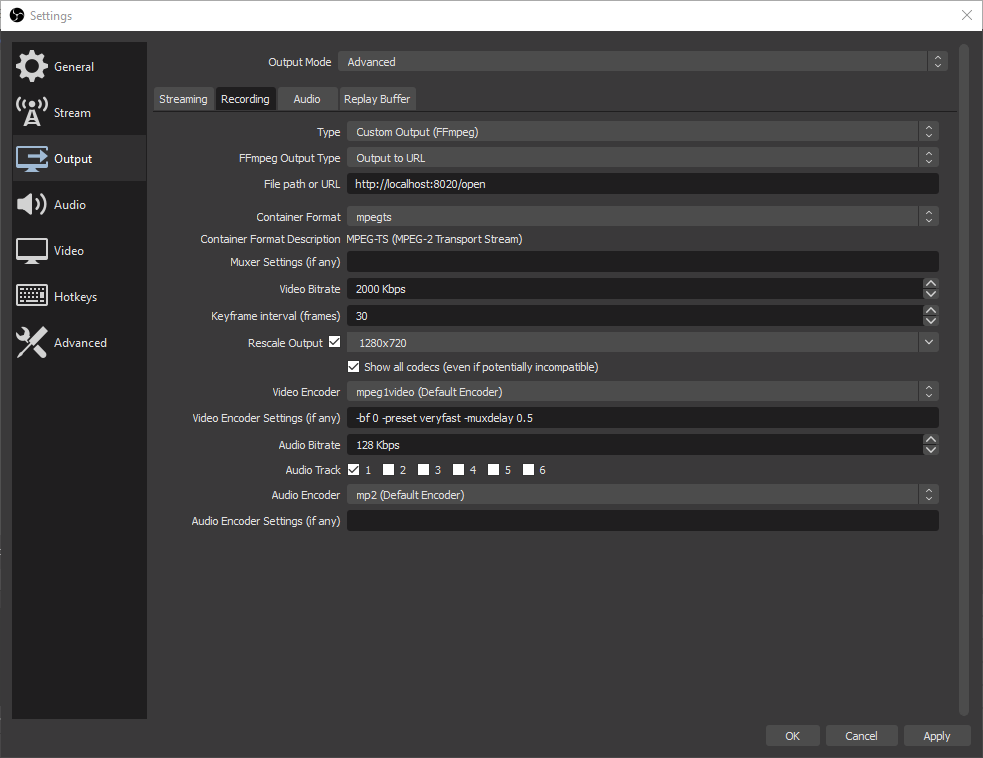 Settings
General
Stream
Output
Audio
Video
Hotkeys
Advanced
Output Mode Advanced
Streaming Recording Audio Replay Buffer
Type Custom Output (FFmpeg)
FFmpeg Output Type Output to URL
File path or URL http://localhost:8020/open
Container Format mpegts
Container Format Description MPEG-TS (MPEG-2 Transport Stream)
Muxer Settings (if any)
Video Bitrate 2000 Kbps
Keyframe interval (frames) 30
Rescale Output 1280x720
Show all codecs (even if potentially incompatible)
Video Encoder mpeg1video (Default Encoder)
Video Encoder Settings (if any) -bf 0 -preset veryfast -muxdelay 0.5
Audio Bitrate 128 Kbps
Audio Track 1 2 3 4 5 6
Audio Encoder mp2 (Default Encoder)
Audio Encoder Settings (if any)
OK Cancel Apply